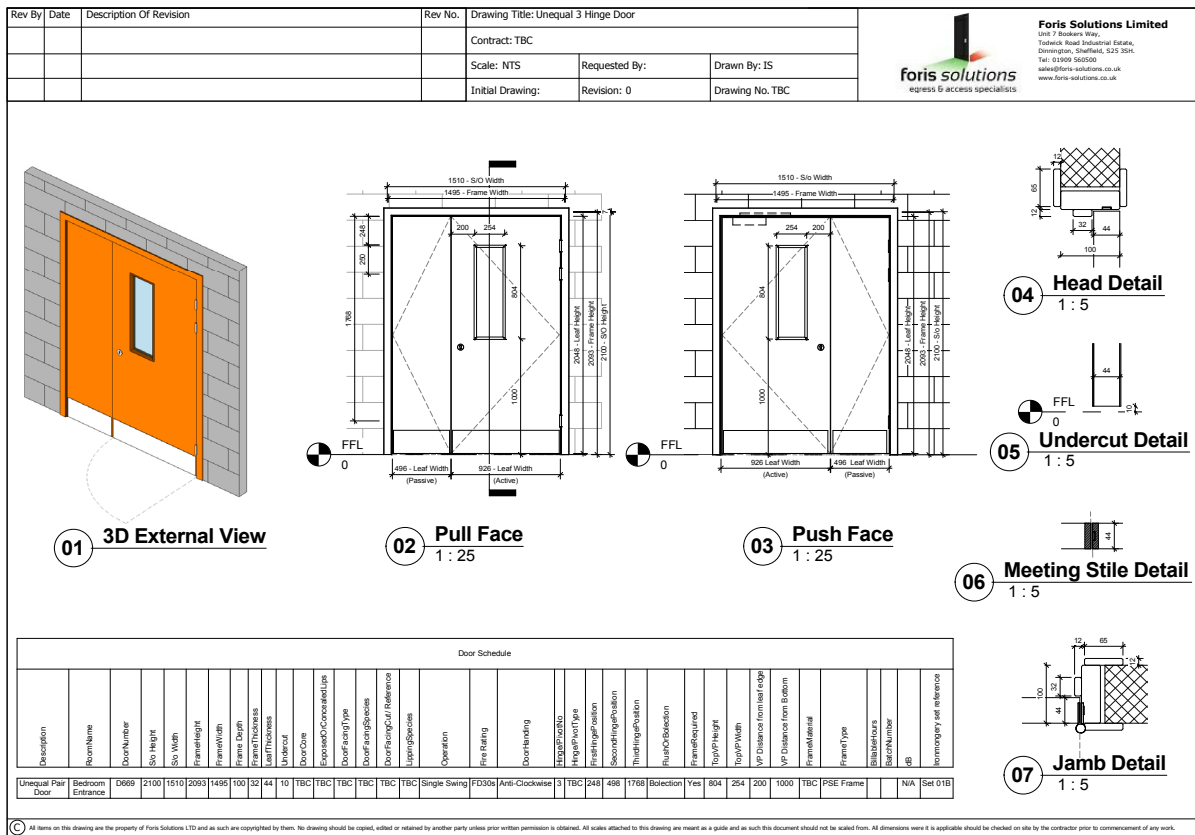 Rev By Date Description Of Revision Rev No. Drawing Title: Unequal 3 Hinge Door
Contract: TBC
Scale: NTS Requested By: Drawn By: IS
Initial Drawing: Revision: 0 Drawing No. TBC
foris solutions
egress & access specialists
Foris Solutions Limited
Unit 7 Bookers Way,
Todwick Road Industrial Estate,
Dinnington, Sheffield, S25 3SH.
Tel: 01909 560500
sales@foris-solutions.co.uk
www.foris-solutions.co.uk
01 3D External View
1510 - S/O Width
1495 - Frame Width
200 254
248
250
1768
804
1000
2048 - Leaf Height
2093 - Frame Height
2100 - S/O Height
7
FFL
0
496 - Leaf Width 926 - Leaf Width
(Passive) (Active)
02 Pull Face
1 : 25
1510 - S/o Width
1495 - Frame Width
254 200
804
1000
2048 - Leaf Height
2093 - Frame Height
2100 - S/o Height
FFL
0
926 Leaf Width 496 Leaf Width
(Active) (Passive)
03 Push Face
1 : 25
12
65
12
32 44
100
04 Head Detail
1 : 5
44
FFL
0
10
05 Undercut Detail
1 : 5
44
06 Meeting Stile Detail
1 : 5
12 65
12
100
32
44
07 Jamb Detail
1 : 5
Door Schedule
Description RoomName DoorNumber S/o Height S/o Width FrameHeight FrameWidth Frame Depth FrameThickness LeafThickness Undercut DoorCore ExposedOrConcealedLips DoorFacingType DoorFacingSpecies DoorFacingCut/Reference LippingSpecies Operation Fire Rating DoorHanding Hinge/PivotNo Hinge/PivotType FirstHingePosition SecondHingePosition ThirdHingePosition FlushOrBolection FrameRequired TopVPHeight TopVPWidth VP Distance from leaf edge VP Distance from Bottom FrameMaterial FrameType BillableHours BatchNumber dB Ironmongery set reference
Unequal Pair Door Bedroom Entrance D669 2100 1510 2093 1495 100 32 44 10 TBC TBC TBC TBC TBC TBC Single Swing FD30s Anti-Clockwise 3 TBC 248 498 1768 Bolection Yes 804 254 200 1000 TBC PSE Frame N/A Set 01B
C All items on this drawing are the property of Foris Solutions LTD and as such are copyrighted by them. No drawing should be copied, edited or retained by another party unless prior written permission is obtained. All scales attached to this drawing are meant as a guide and as such this document should not be scaled from. All dimensions were it is applicable should be checked on site by the contractor prior to commencement of any work.